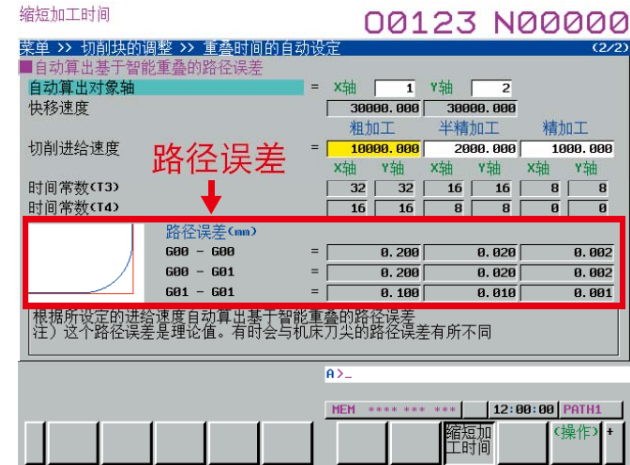 缩短加工时间 O0123 N00000
菜单 >> 切削块的调整 >> 重叠时间的自动设定 (2/2)
■自动算出基于智能重叠的路径误差
自动算出对象轴 = X轴 1 Y轴 2
快移速度 30000.000 30000.000
粗加工 半精加工 精加工
切削进给速度 = 10000.000 2000.000 1000.000
路径误差
X轴 Y轴 X轴 Y轴 X轴 Y轴
时间常数(T3) 32 32 16 16 8 8
时间常数(T4) 16 16 8 8 0 0
路径误差(mm)
G00 - G00 = 0.200 0.020 0.002
G00 - G01 = 0.200 0.020 0.002
G01 - G01 = 0.100 0.010 0.001
根据所设定的进给速度自动算出基于智能重叠的路径误差
注）这个路径误差是理论值。有时会与机床刀尖的路径误差有所不同
A>_
MEM **** *** *** 12:00:00 PATH1
缩短加工时间 (操作) +